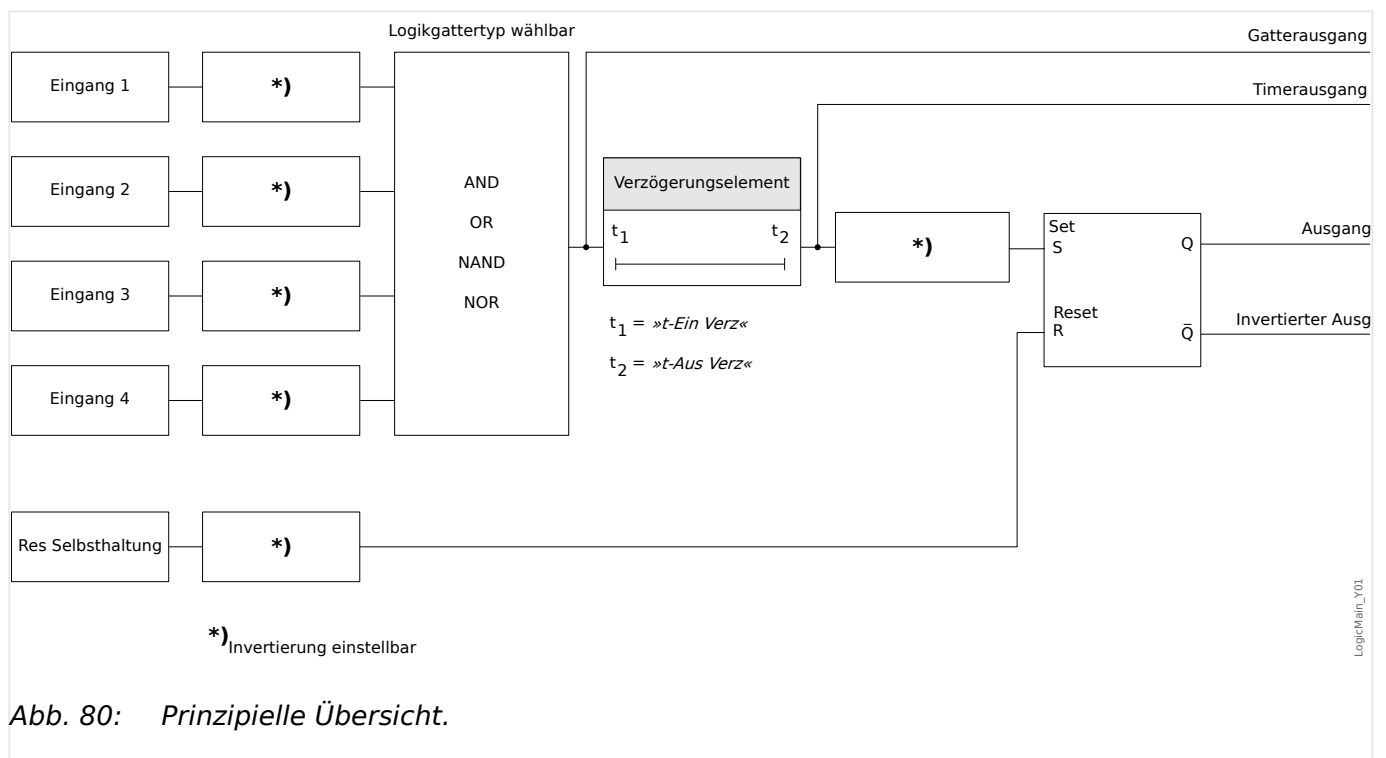 Logikgattertyp wählbar
Gatterausgang
Eingang 1
*)
Timerausgang
Eingang 2
*)
AND
Verzögerungselement
OR
t1
t2
*)
Set
S
Q
Ausgang
NAND
Eingang 3
*)
NOR
Reset
R
Q̅
Invertierter Ausg
t1 = »t-Ein Verz«
t2 = »t-Aus Verz«
Eingang 4
*)
Res Selbsthaltung
*)
*) Invertierung einstellbar
LogicMain_Y01
Abb. 80: Prinzipielle Übersicht.